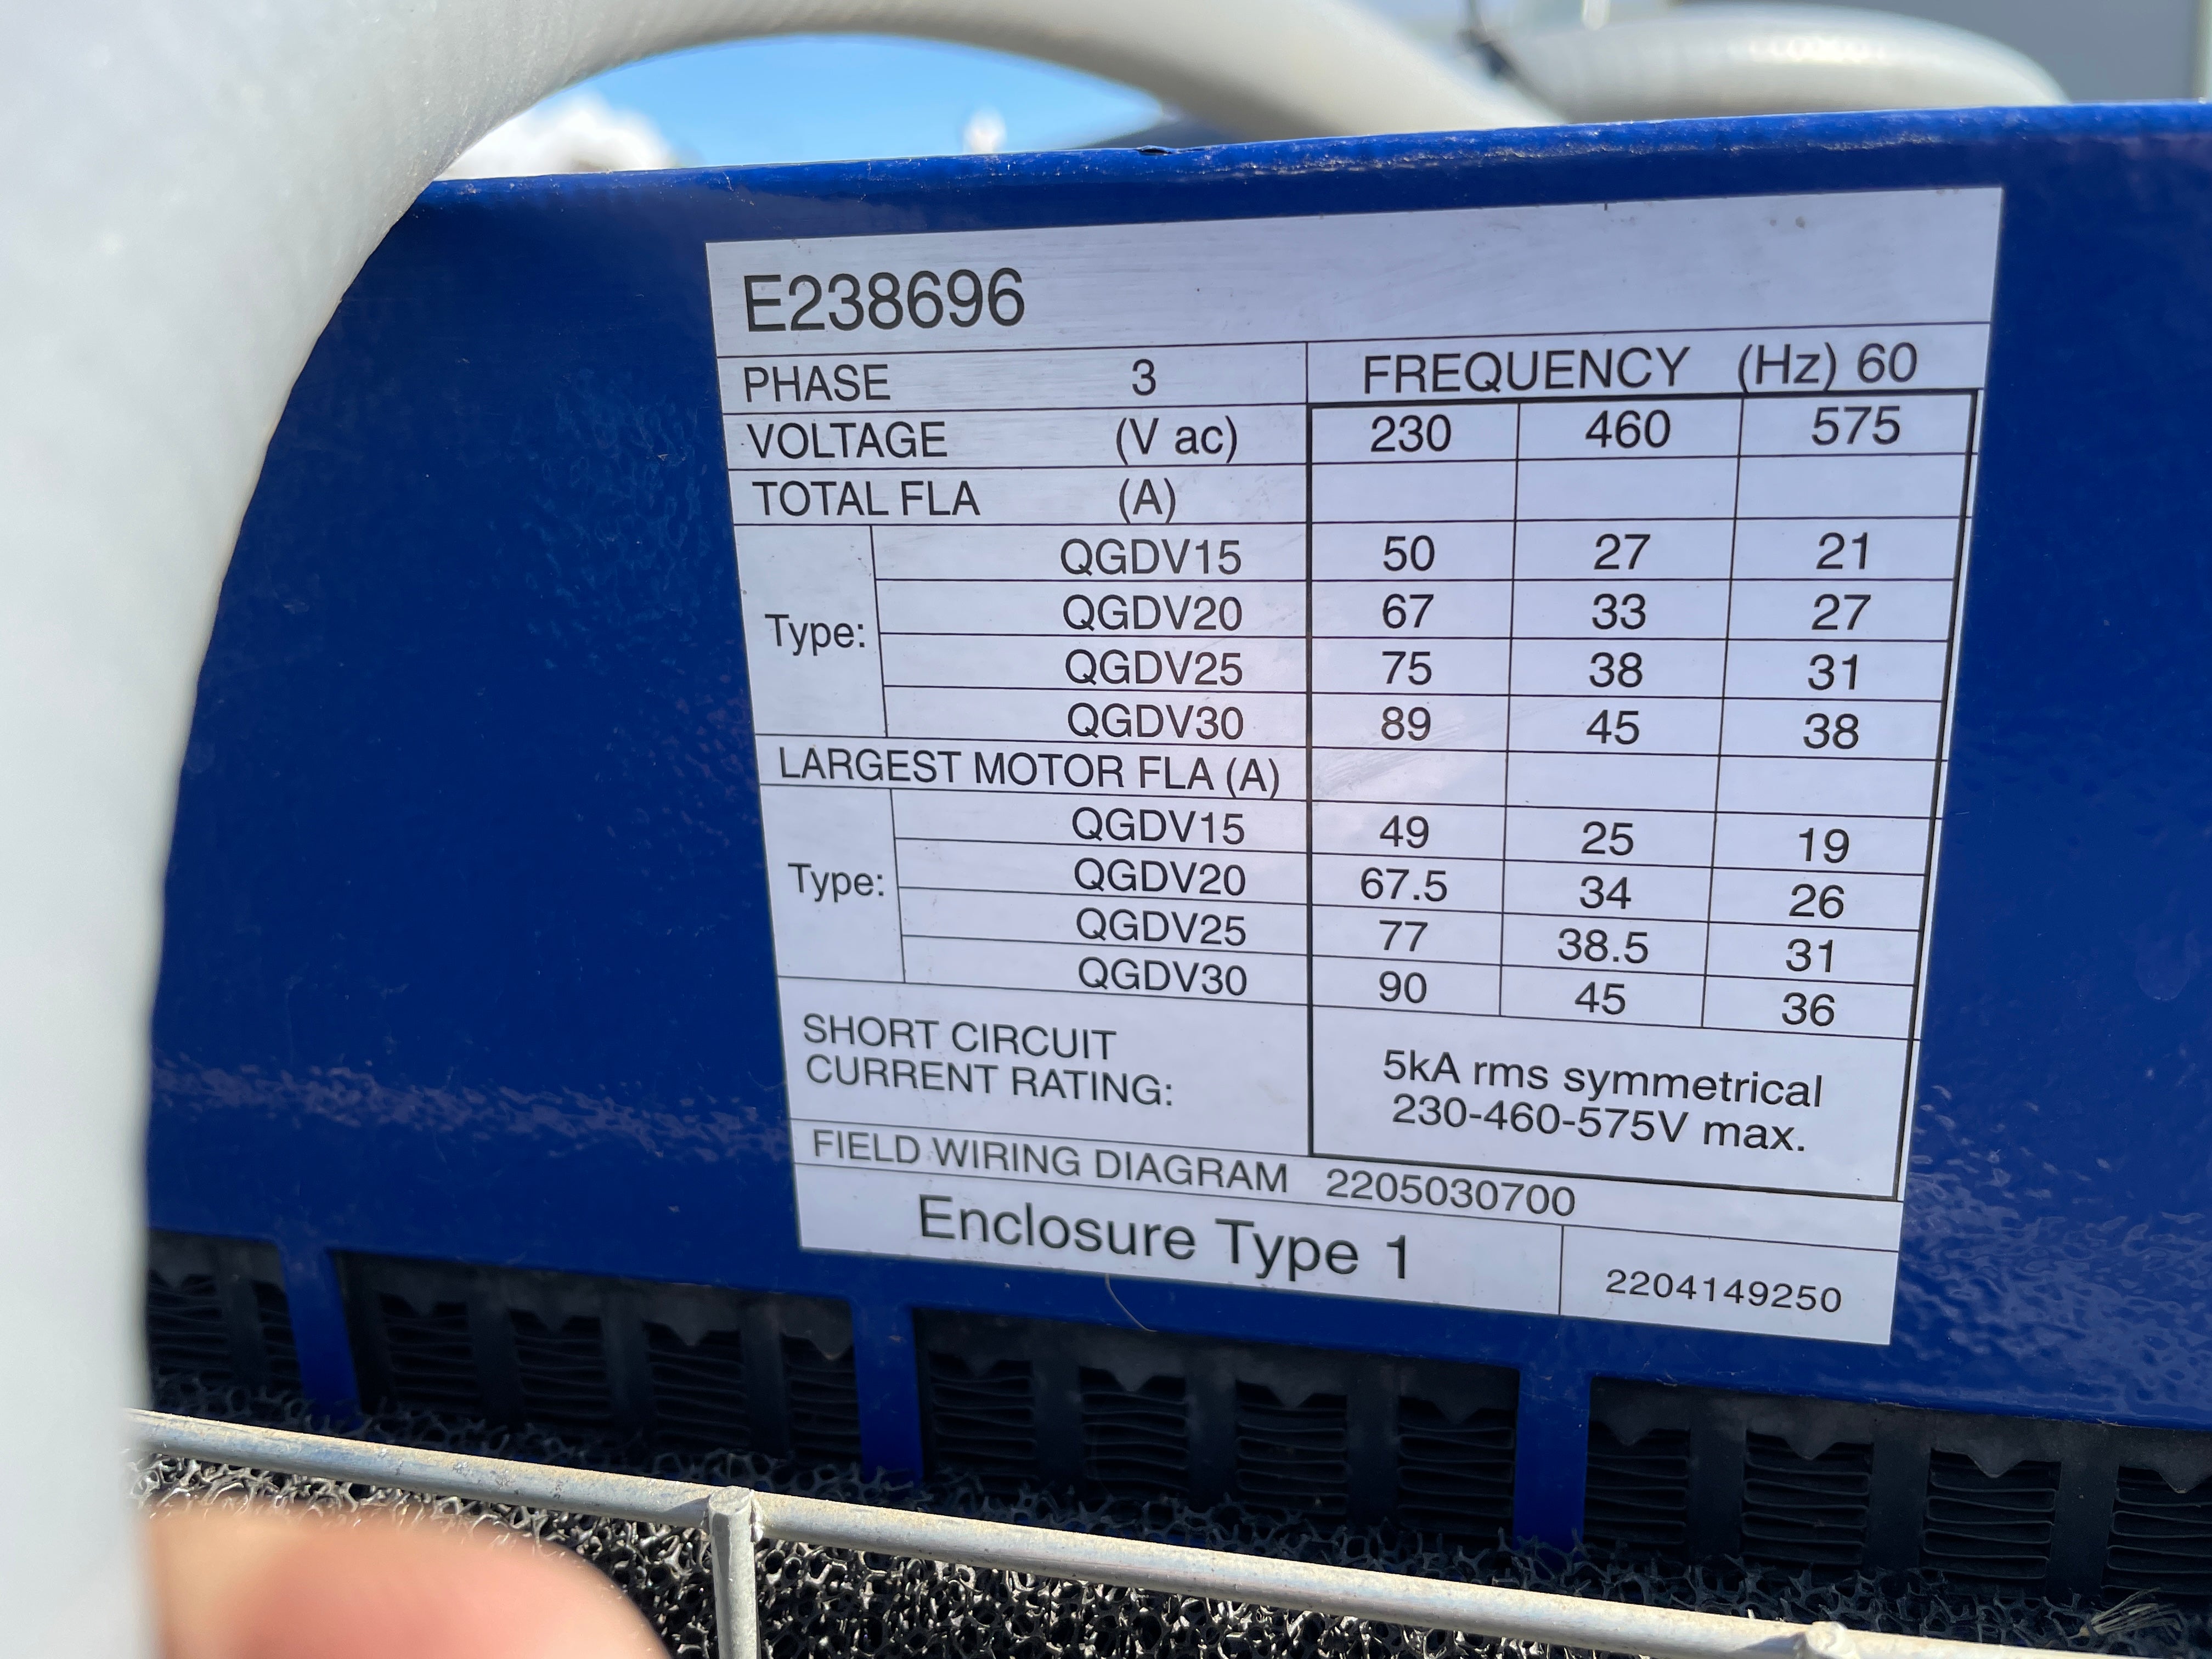 E238696
PHASE 3 FREQUENCY (Hz) 60
VOLTAGE (V ac) 230 460 575
TOTAL FLA (A)
Type:
QGDV15 50 27 21
QGDV20 67 33 27
QGDV25 75 38 31
QGDV30 89 45 38
LARGEST MOTOR FLA (A)
Type:
QGDV15 49 25 19
QGDV20 67.5 34 26
QGDV25 77 38.5 31
QGDV30 90 45 36
SHORT CIRCUIT
CURRENT RATING:
5kA rms symmetrical
230-460-575V max.
FIELD WIRING DIAGRAM 2205030700
Enclosure Type 1
2204149250